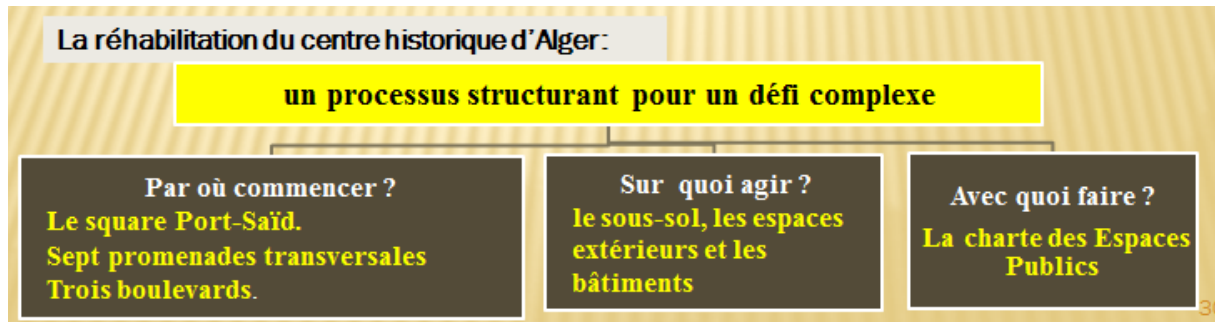 La réhabilitation du centre historique d'Alger:
un processus structurant pour un défi complexe
Par où commencer ?
Le square Port-Saïd.
Sept promenades transversales
Trois boulevards.
Sur quoi agir ?
le sous-sol, les espaces
extérieurs et les
bâtiments
Avec quoi faire ?
La charte des Espaces
Publics